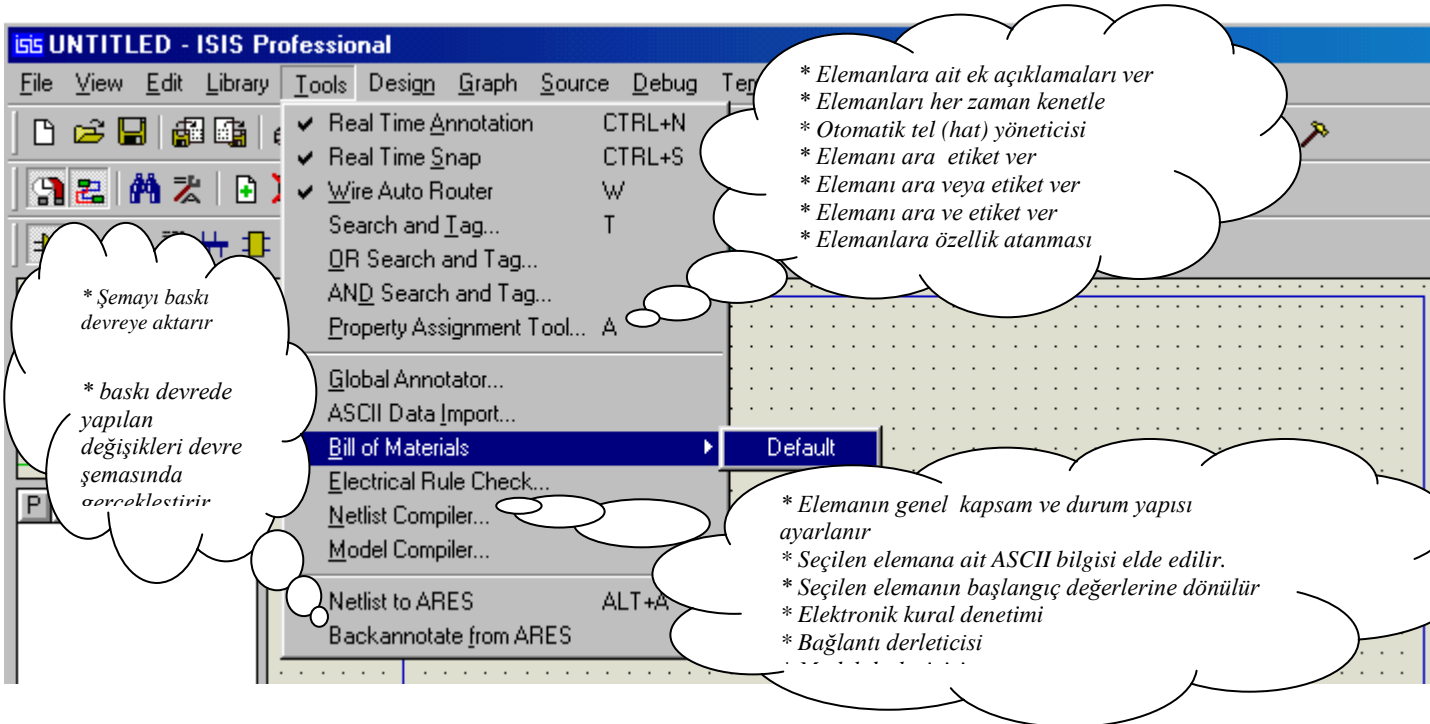 isis UNTITLED - ISIS Professional
File View Edit Library Tools Design Graph Source Debug
Real Time Annotation CTRL+N
Real Time Snap CTRL+S
Wire Auto Router W
Search and Tag... T
OR Search and Tag...
AND Search and Tag...
Property Assignment Tool... A
Global Annotator...
ASCII Data Import...
Bill of Materials Default
Electrical Rule Check...
Netlist Compiler...
Model Compiler...
Netlist to ARES ALT+A
Backannotate from ARES
* Elemanlara ait ek açıklamaları ver
* Elemanları her zaman kenetle
* Otomatik tel (hat) yöneticisi
* Elemanı ara etiket ver
* Elemanı ara veya etiket ver
* Elemanı ara ve etiket ver
* Elemanlara özellik atanması
* Şemayı baskı
devreye aktarır
* baskı devrede
yapılan
değişikleri devre
şemasında
gerçekleştirir
P
* Elemanın genel kapsam ve durum yapısı
ayarlanır
* Seçilen elemana ait ASCII bilgisi elde edilir.
* Seçilen elemanın başlangıç değerlerine dönülür
* Elektronik kural denetimi
* Bağlantı derleticisi